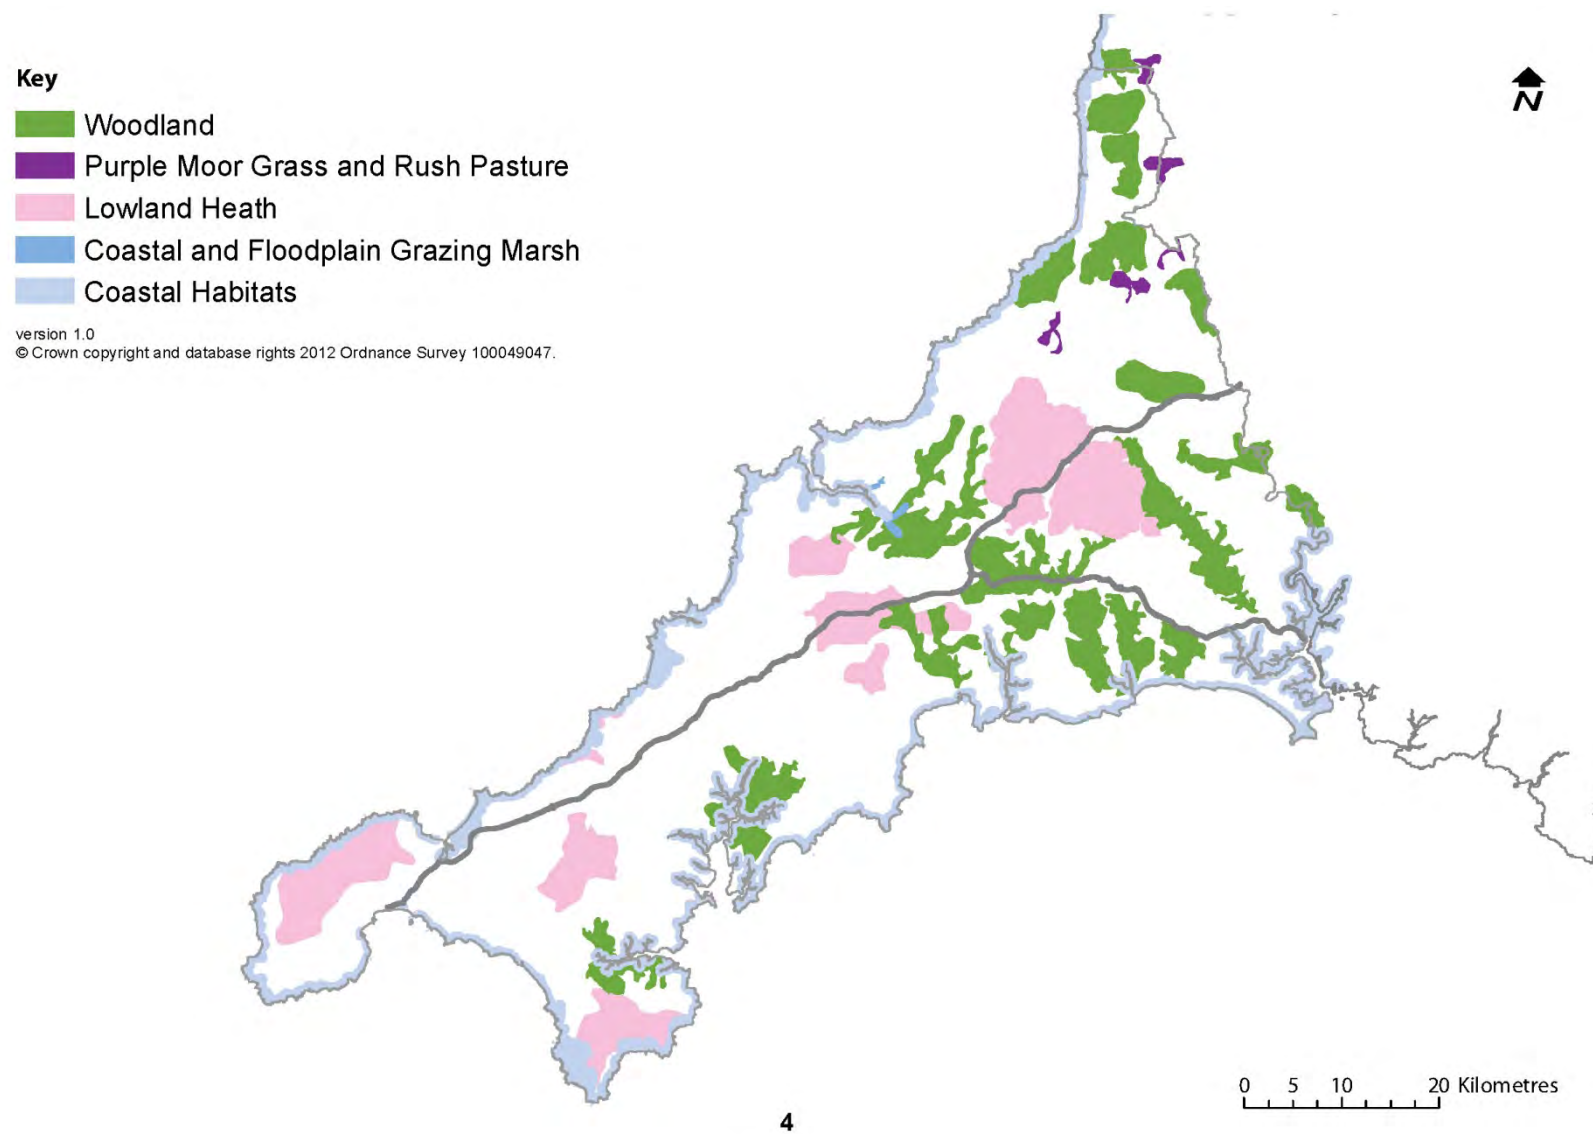 Key
Woodland
Purple Moor Grass and Rush Pasture
Lowland Heath
Coastal and Floodplain Grazing Marsh
Coastal Habitats
version 1.0
© Crown copyright and database rights 2012 Ordnance Survey 100049047.
N
0 5 10 20 Kilometres
4